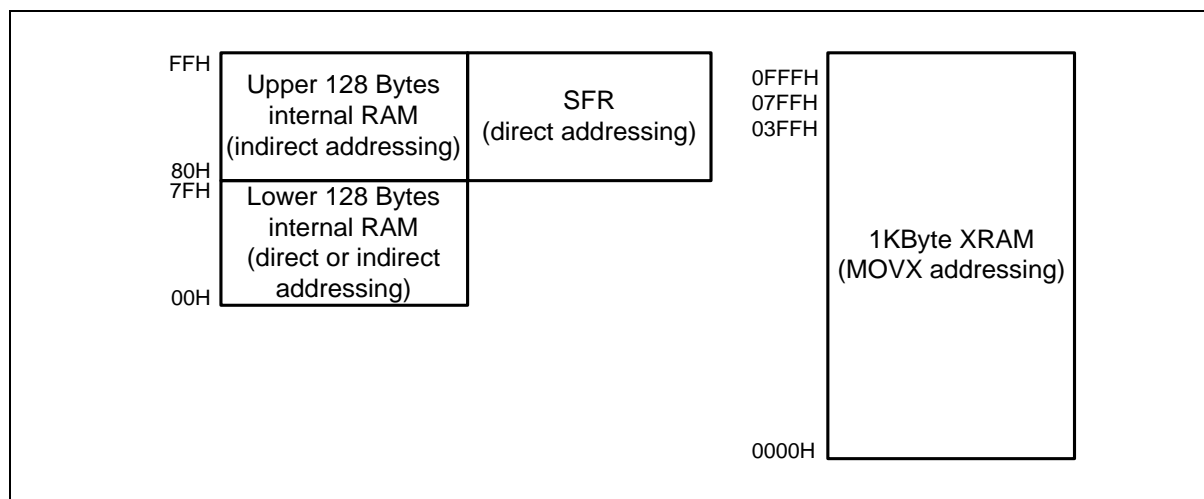 FFH
Upper 128 Bytes
internal RAM
(indirect addressing)
SFR
(direct addressing)
80H
7FH
Lower 128 Bytes
internal RAM
(direct or indirect
addressing)
00H
0FFFH
07FFH
03FFH
1KByte XRAM
(MOVX addressing)
0000H